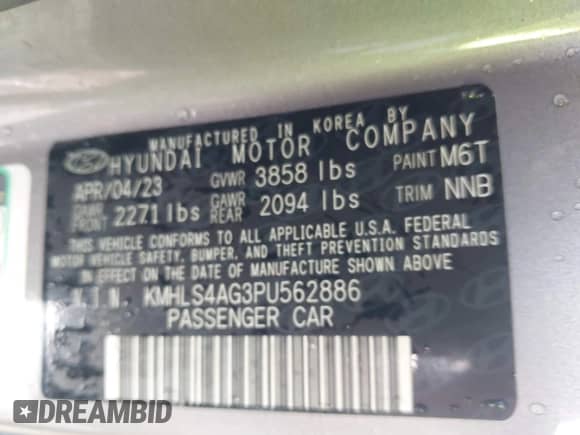 MANUFACTURED IN KOREA BY
HYUNDAI MOTOR COMPANY
APR/04/23 GVWR 3858 lbs PAINT M6T
GAWR FRONT 2271 lbs GAWR REAR 2094 lbs TRIM NNB
THIS VEHICLE CONFORMS TO ALL APPLICABLE U.S.A. FEDERAL
MOTOR VEHICLE SAFETY, BUMPER, AND THEFT PREVENTION STANDARDS
IN EFFECT ON THE DATE OF MANUFACTURE SHOWN ABOVE
V.I.N. KMHLS4AG3PU562886
PASSENGER CAR
DREAMBID